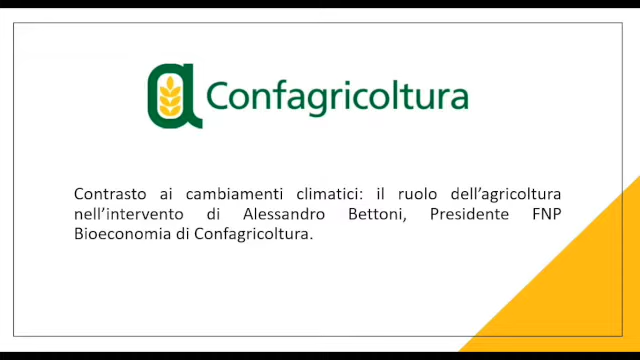 Confagricoltura
Contrasto ai cambiamenti climatici: il ruolo dell'agricoltura
nell'intervento di Alessandro Bettoni, Presidente FNP
Bioeconomia di Confagricoltura.